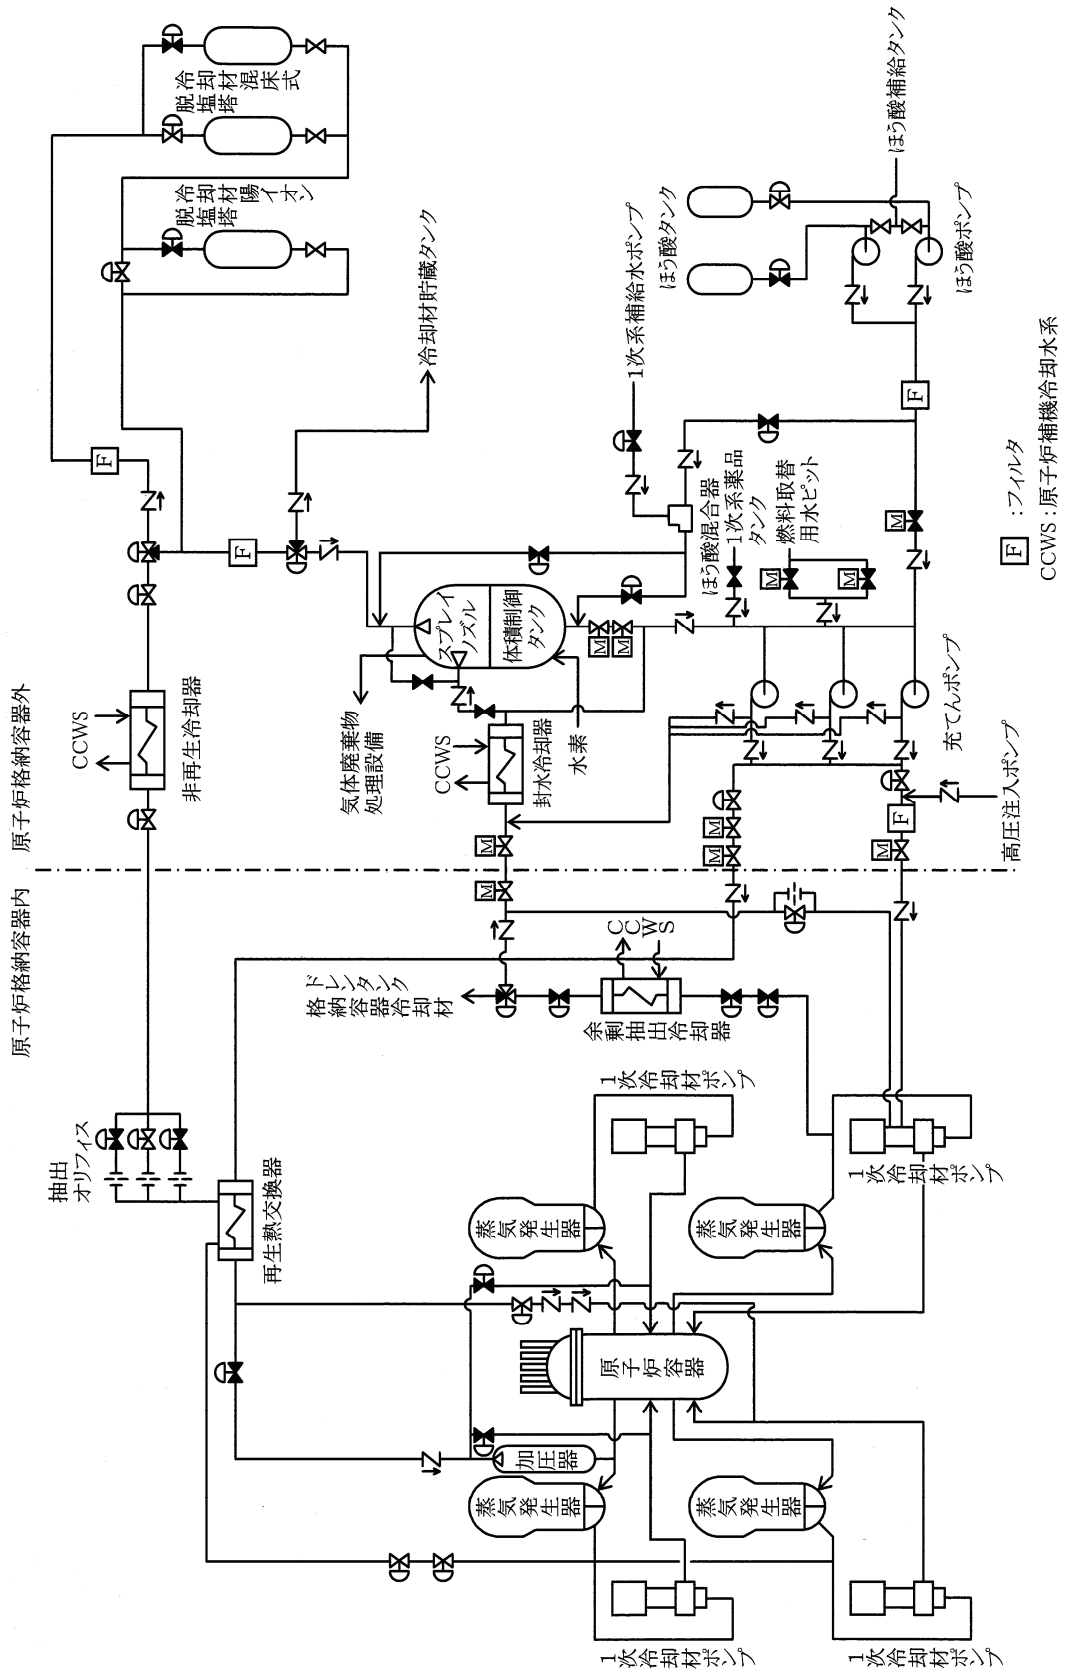 原子炉格納容器内
原子炉格納容器外
抽出
オリフィス
再生熱交換器
CCWS
非再生冷却器
F
冷却材混床式
脱塩塔
冷却材陽イオン
脱塩塔
F
冷却材貯蔵タンク
格納容器冷却材
ドレンタンク
CCWS
余剰抽出冷却器
気体廃棄物
処理設備
CCWS
封水冷却器
水素
スプレイ
ノズル
体積制御
タンク
M
M
M
M
1次系補給水ポンプ
ほう酸タンク
ほう酸補給タンク
ほう酸ポンプ
F
ほう酸混合器
1次系薬品
タンク
燃料取替
用水ピット
M
M
M
M
M
M
F
充てんポンプ
高圧注入ポンプ
加圧器
原子炉容器
蒸気発生器
蒸気発生器
蒸気発生器
蒸気発生器
1次冷却材ポンプ
1次冷却材ポンプ
1次冷却材ポンプ
1次冷却材ポンプ
F :フィルタ
CCWS:原子炉補機冷却水系